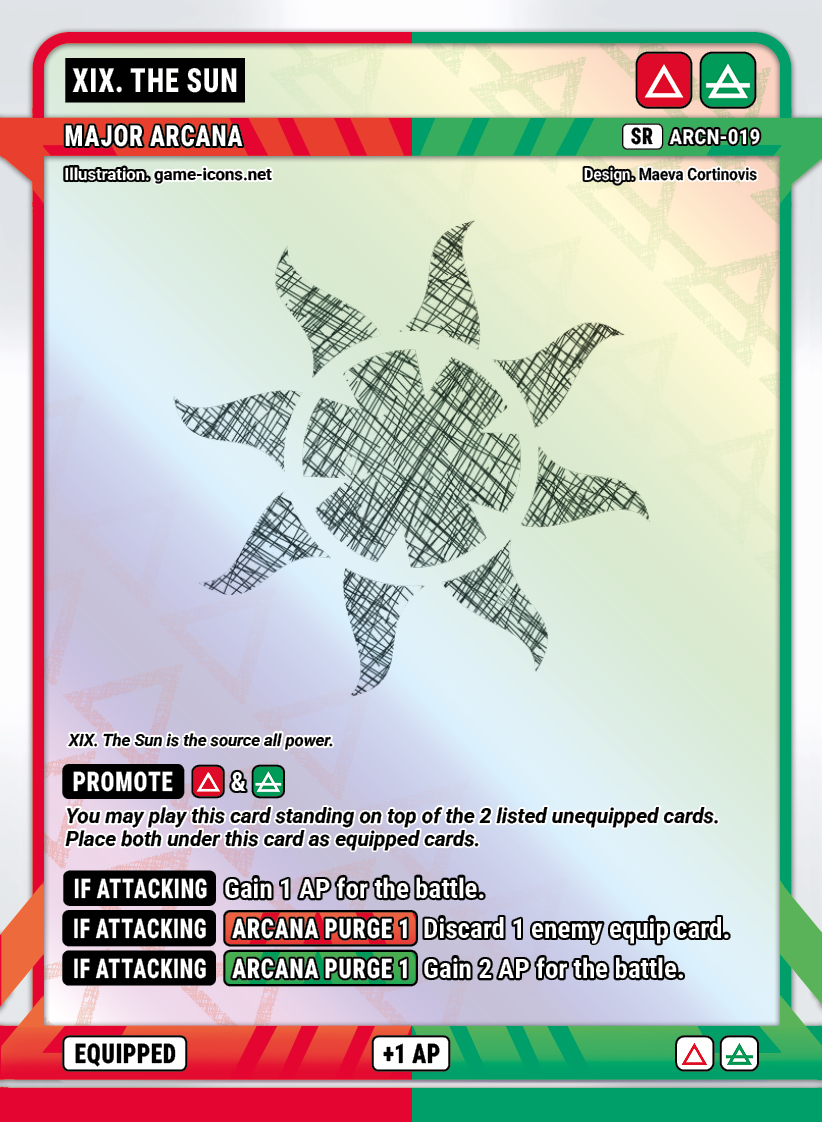 XIX. THE SUN
MAJOR ARCANA
SR ARCN-019
Illustration. game-icons.net
Design. Maeva Cortinovis
XIX. The Sun is the source all power.
PROMOTE &
You may play this card standing on top of the 2 listed unequipped cards.
Place both under this card as equipped cards.
IF ATTACKING Gain 1 AP for the battle.
IF ATTACKING ARCANA PURGE 1 Discard 1 enemy equip card.
IF ATTACKING ARCANA PURGE 1 Gain 2 AP for the battle.
EQUIPPED
+1 AP